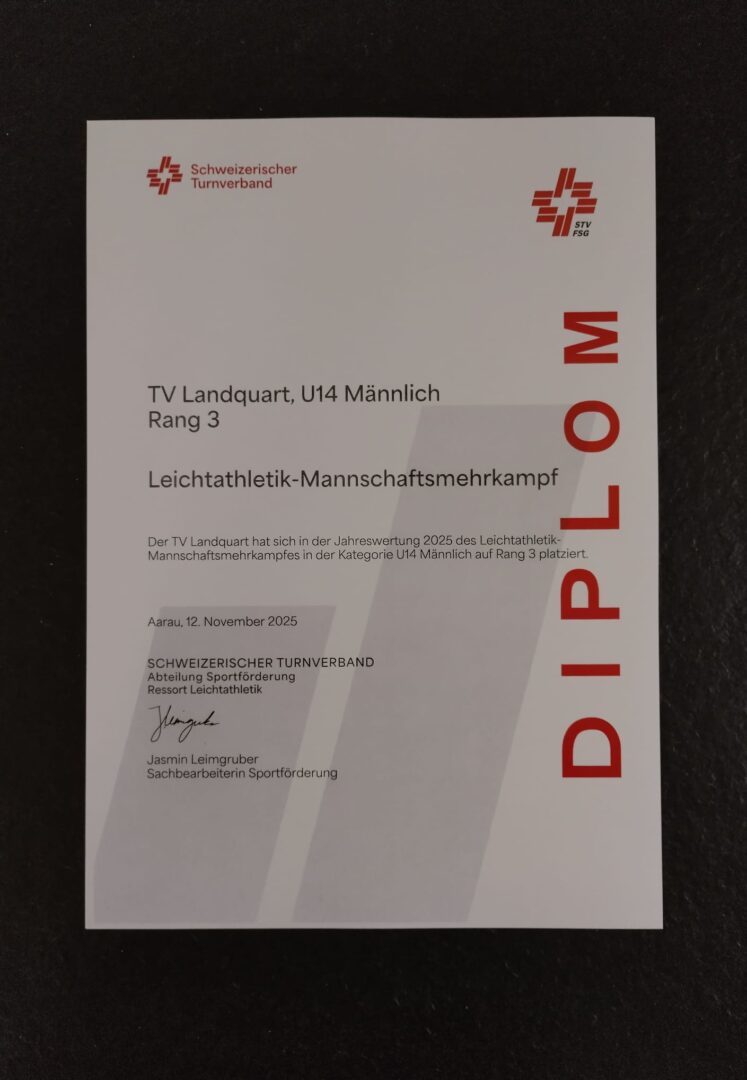 Schweizerischer
Turnverband
STV
FSG
DIPLOM
TV Landquart, U14 Männlich
Rang 3
Leichtathletik-Mannschaftsmehrkampf
Der TV Landquart hat sich in der Jahreswertung 2025 des Leichtathletik-
Mannschaftsmehrkampfes in der Kategorie U14 Männlich auf Rang 3 platziert.
Aarau, 12. November 2025
SCHWEIZERISCHER TURNVERBAND
Abteilung Sportförderung
Ressort Leichtathletik
JLeimgruber
Jasmin Leimgruber
Sachbearbeiterin Sportförderung